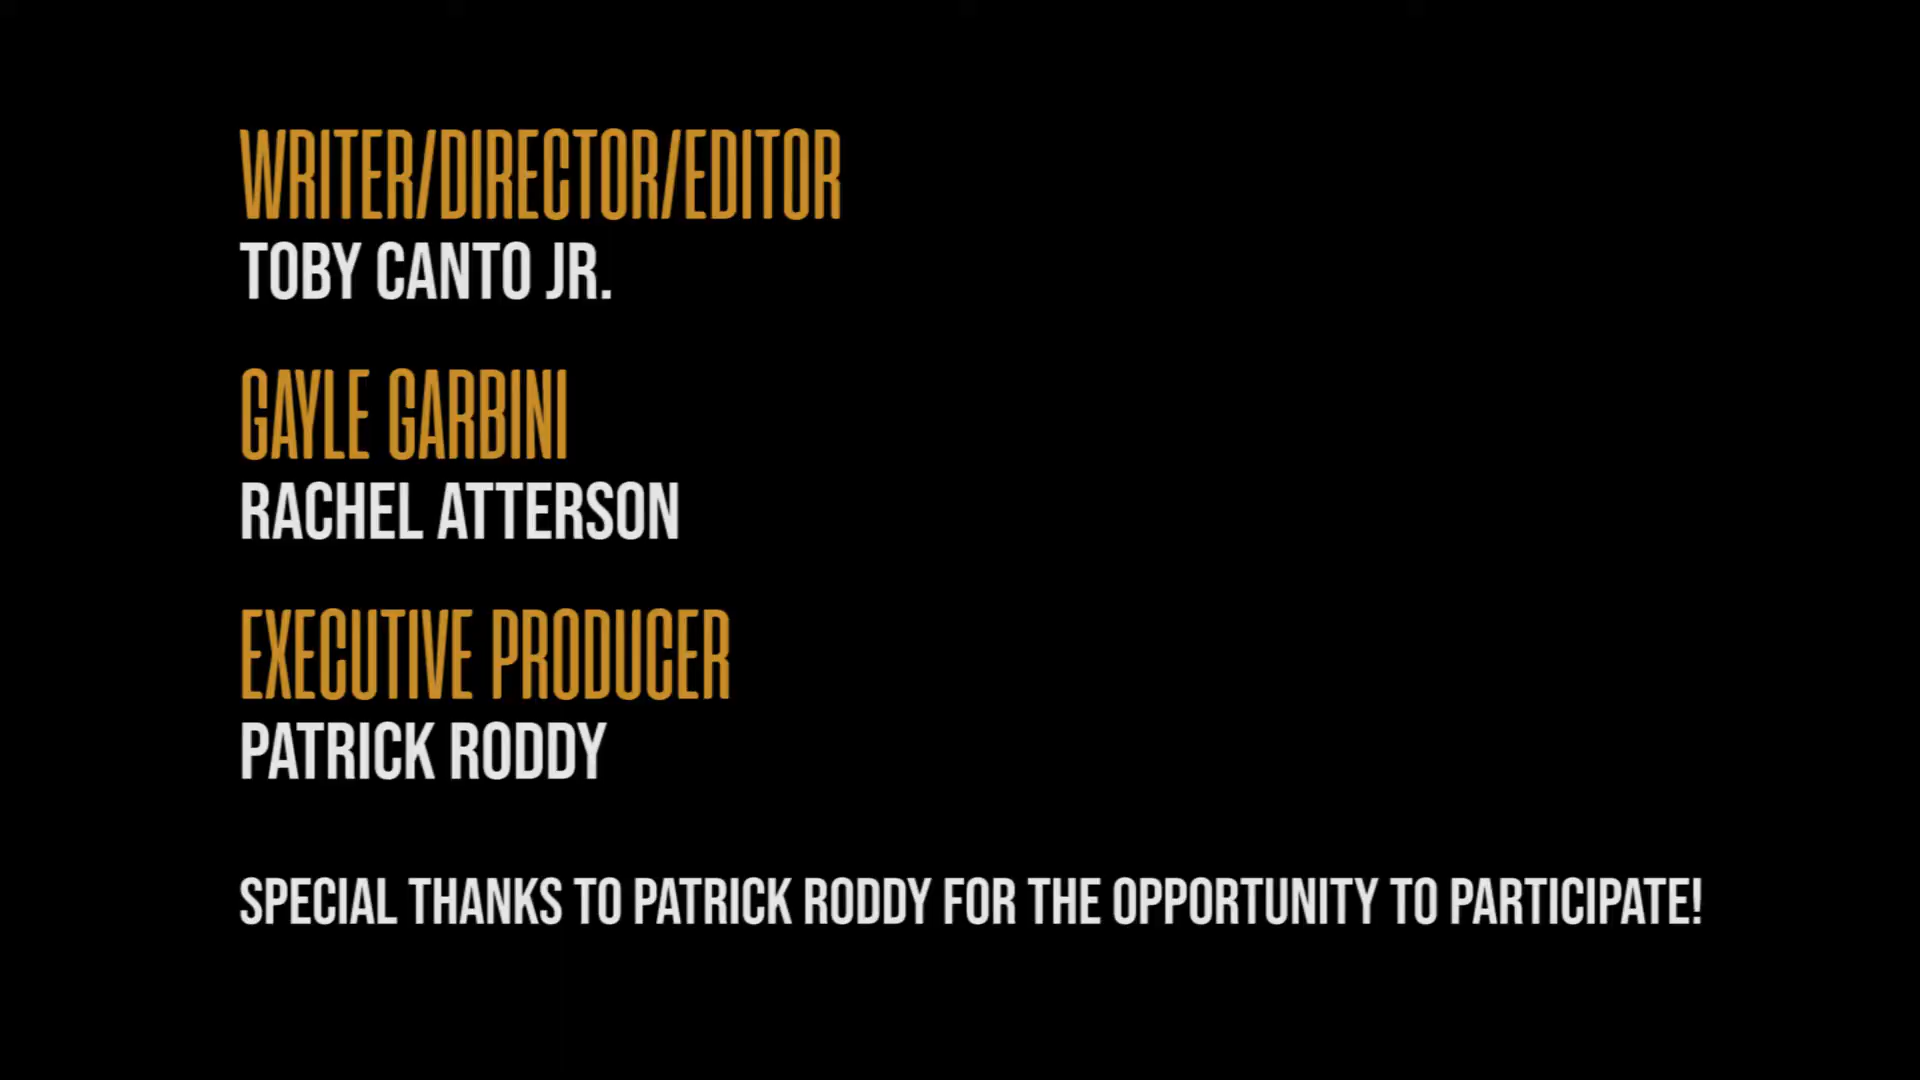 WRITER/DIRECTOR/EDITOR
TOBY CANTO JR.
GAYLE GARBINI
RACHEL ATTERSON
EXECUTIVE PRODUCER
PATRICK RODDY
SPECIAL THANKS TO PATRICK RODDY FOR THE OPPORTUNITY TO PARTICIPATE!